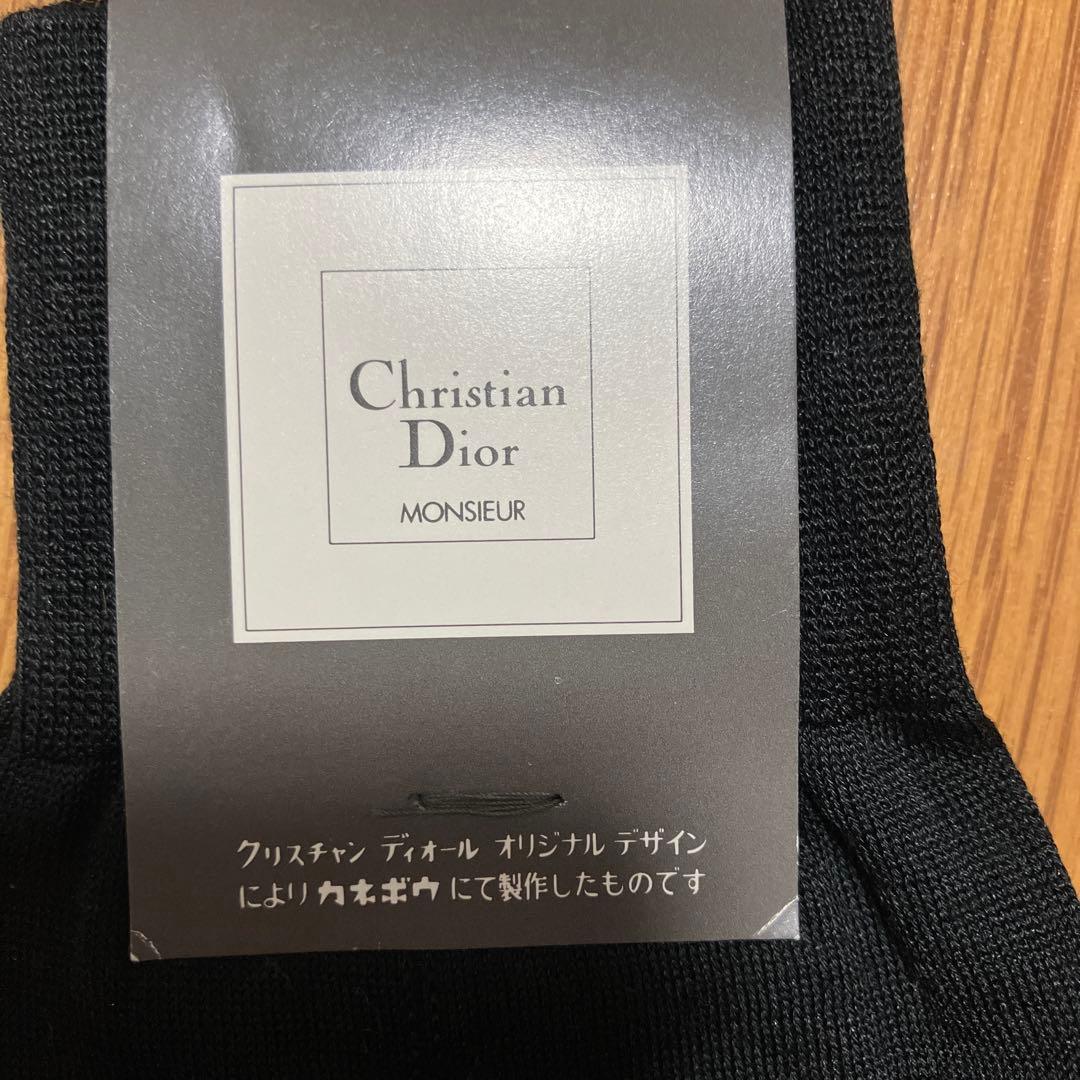 Christian
Dior
MONSIEUR
クリスチャン ディオール オリジナル デザイン
により カネボウ にて製作したものです